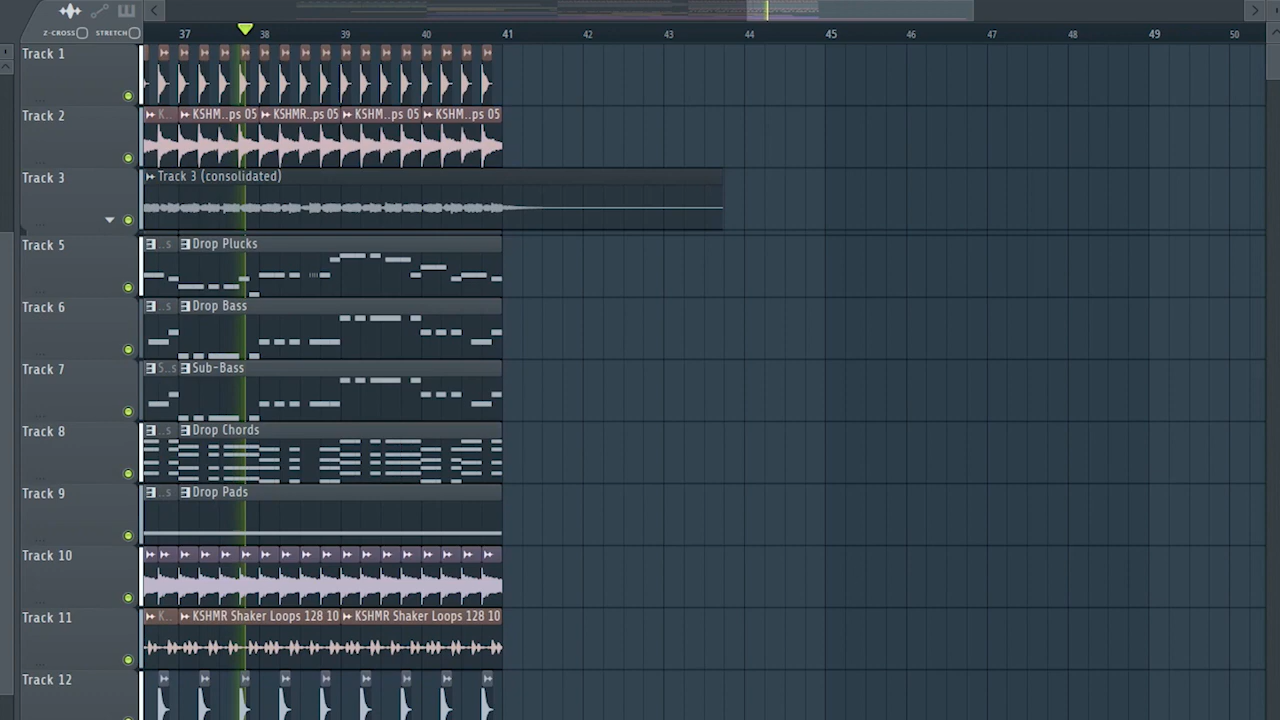 Z-CROSS STRETCH
37 38 39 40 41 42 43 44 45 46 47 48 49 50
Track 1
Track 2
K... KSHM..ps 05 KSHMR..ps 05 KSHM..ps 05 KSHM..ps 05
Track 3
Track 3 (consolidated)
Track 5
..s Drop Plucks
Track 6
..s Drop Bass
Track 7
S..s Sub-Bass
Track 8
..s Drop Chords
Track 9
..s Drop Pads
Track 10
Track 11
K... KSHMR Shaker Loops 128 10 KSHMR Shaker Loops 128 10
Track 12